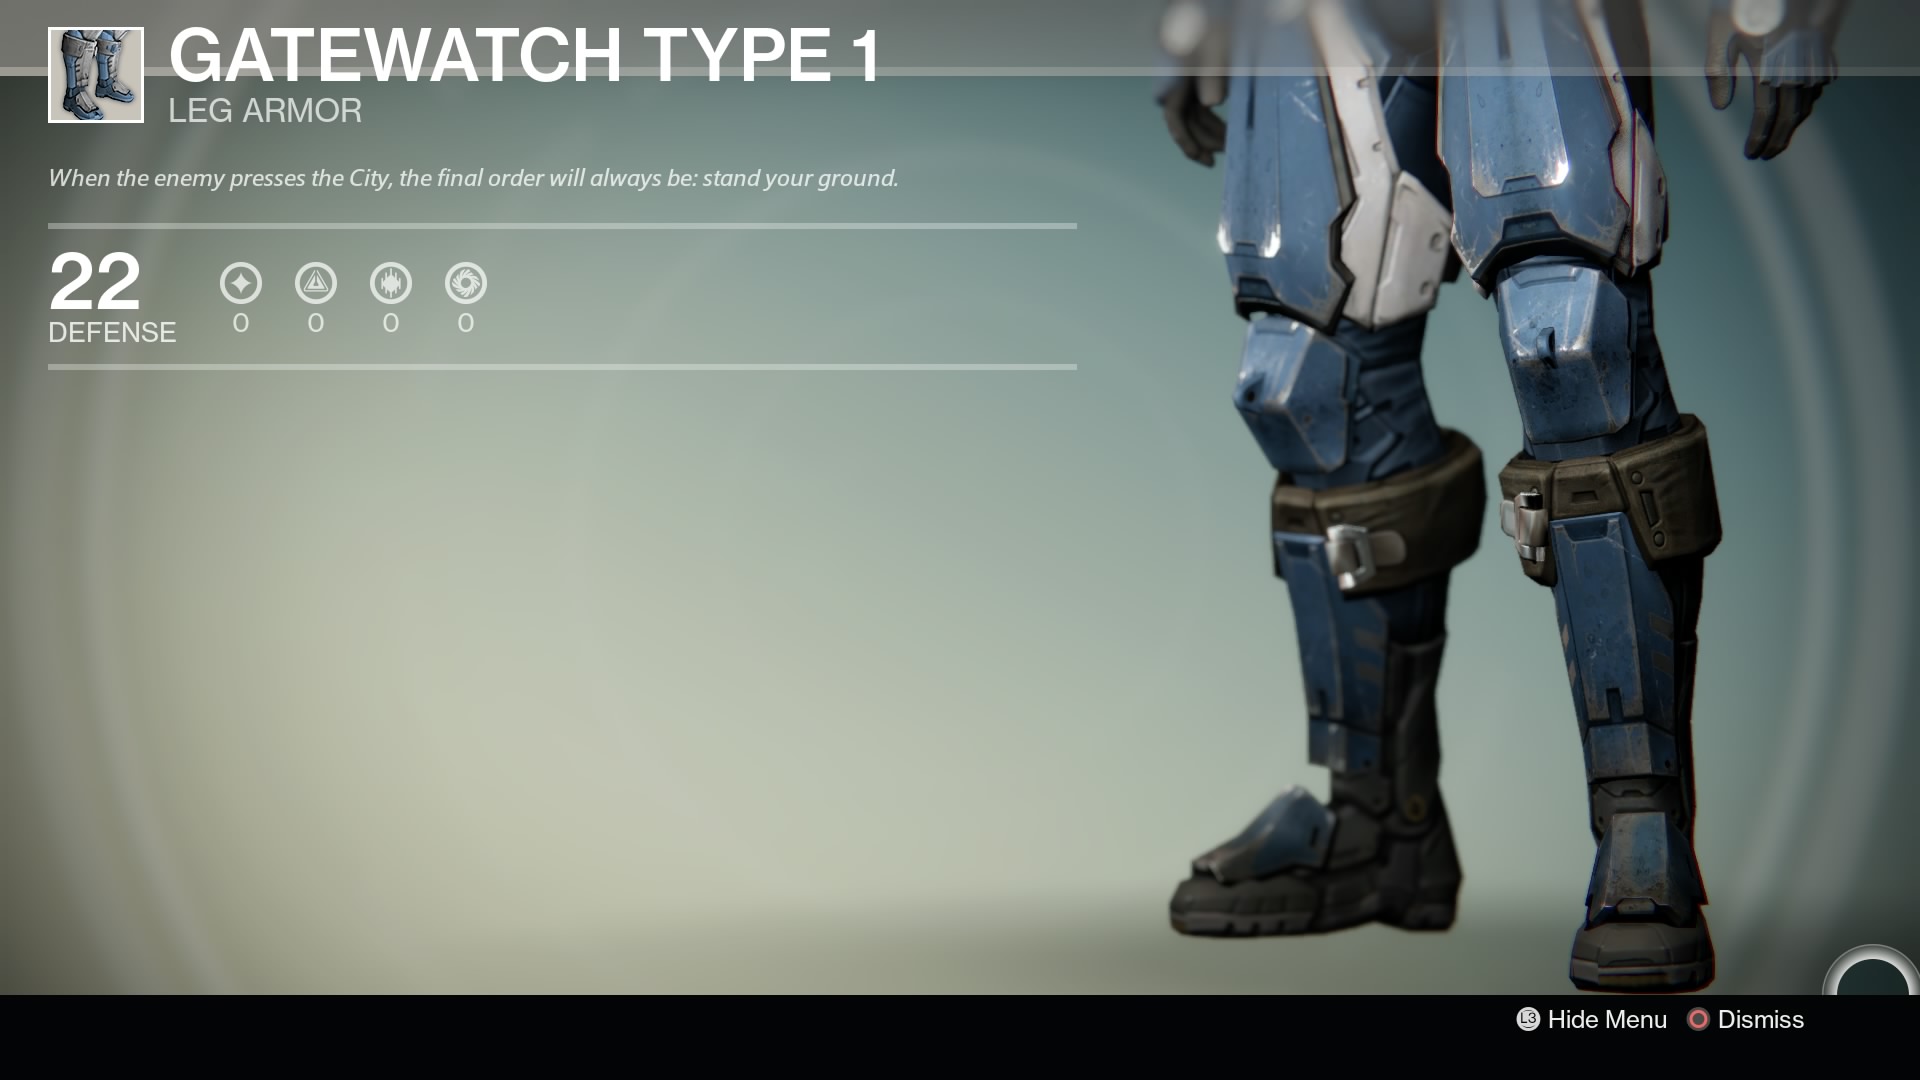 GATEWATCH TYPE 1
LEG ARMOR
When the enemy presses the City, the final order will always be: stand your ground.
22
DEFENSE
0 0 0 0
L3 Hide Menu Dismiss